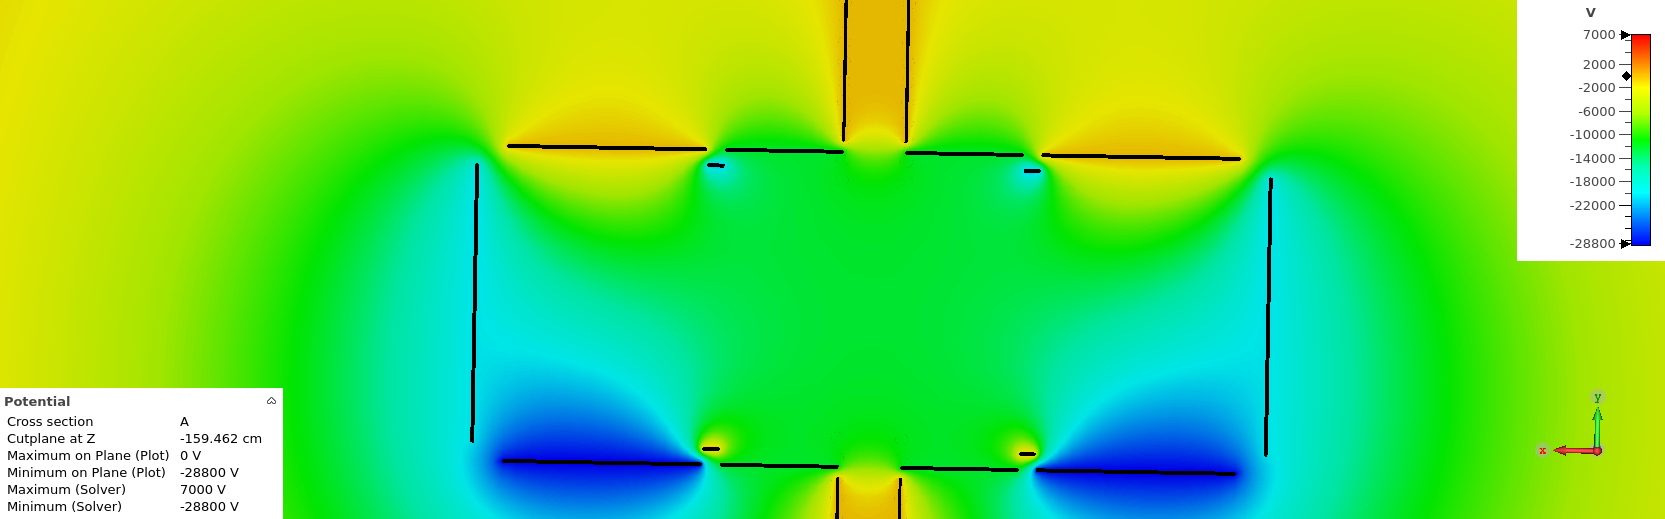 V
7000
2000
-2000
-6000
-10000
-14000
-18000
-22000
-28800
Potential
Cross section A
Cutplane at Z -159.462 cm
Maximum on Plane (Plot) 0 V
Minimum on Plane (Plot) -28800 V
Maximum (Solver) 7000 V
Minimum (Solver) -28800 V
y
x